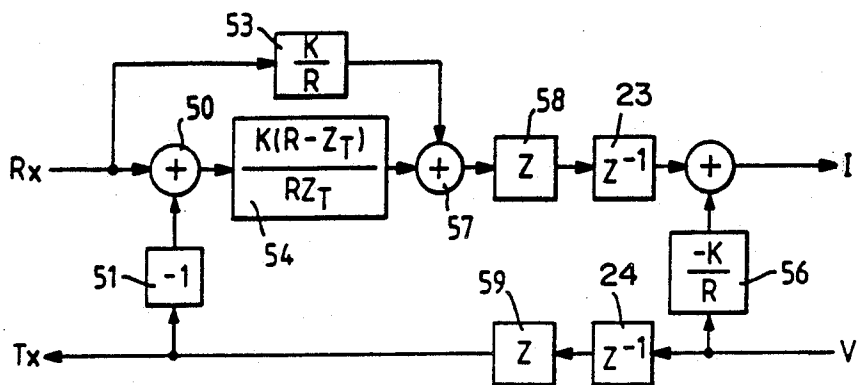 53
K
R
50
58
23
Rx
+
K(R-Z_T)
RZ_T
+
Z
Z^{-1}
+
I
54
57
51
-1
59
24
-K
R
56
Tx
Z
Z^{-1}
V